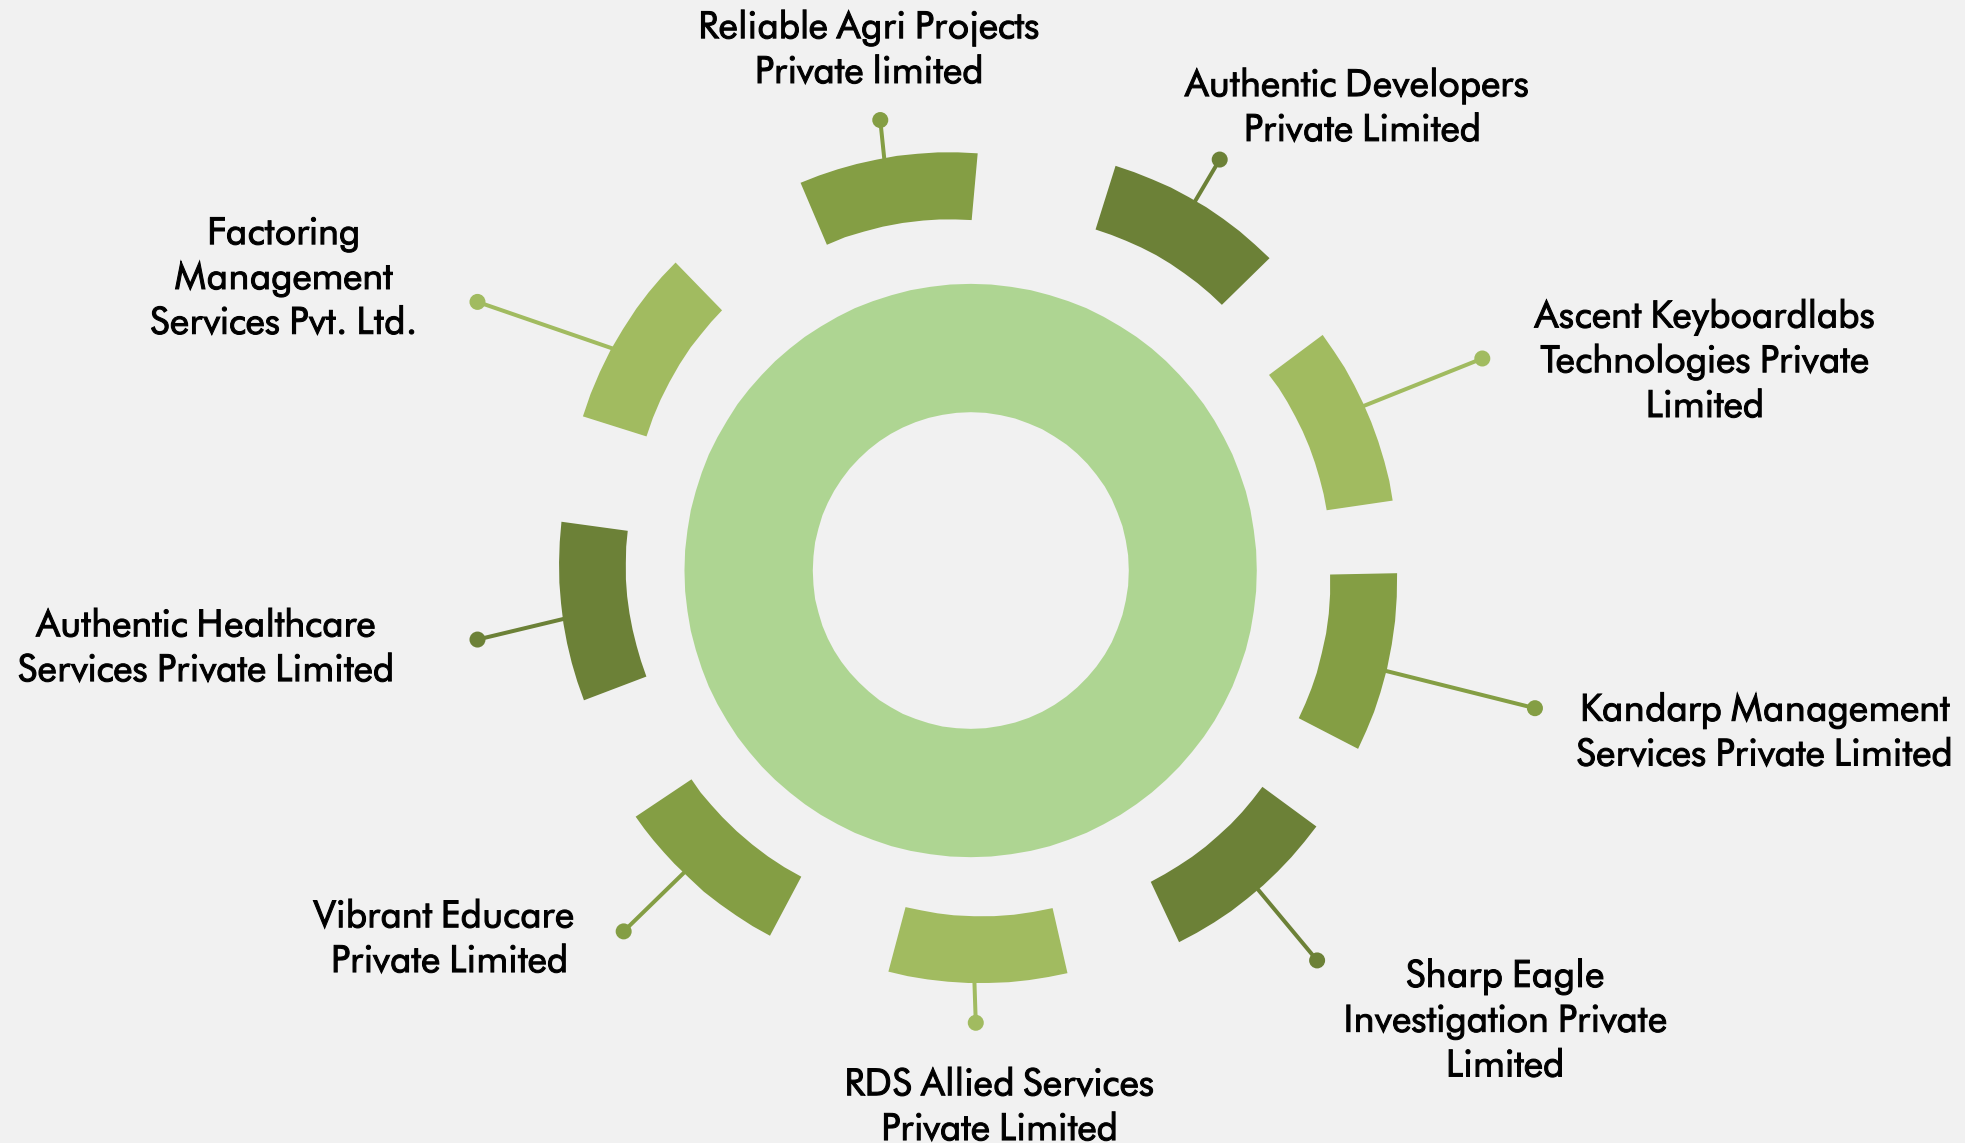 Reliable Agri Projects
Private limited
Authentic Developers
Private Limited
Factoring
Management
Services Pvt. Ltd.
Ascent Keyboardlabs
Technologies Private
Limited
Authentic Healthcare
Services Private Limited
Kandarp Management
Services Private Limited
Vibrant Educare
Private Limited
Sharp Eagle
Investigation Private
Limited
RDS Allied Services
Private Limited